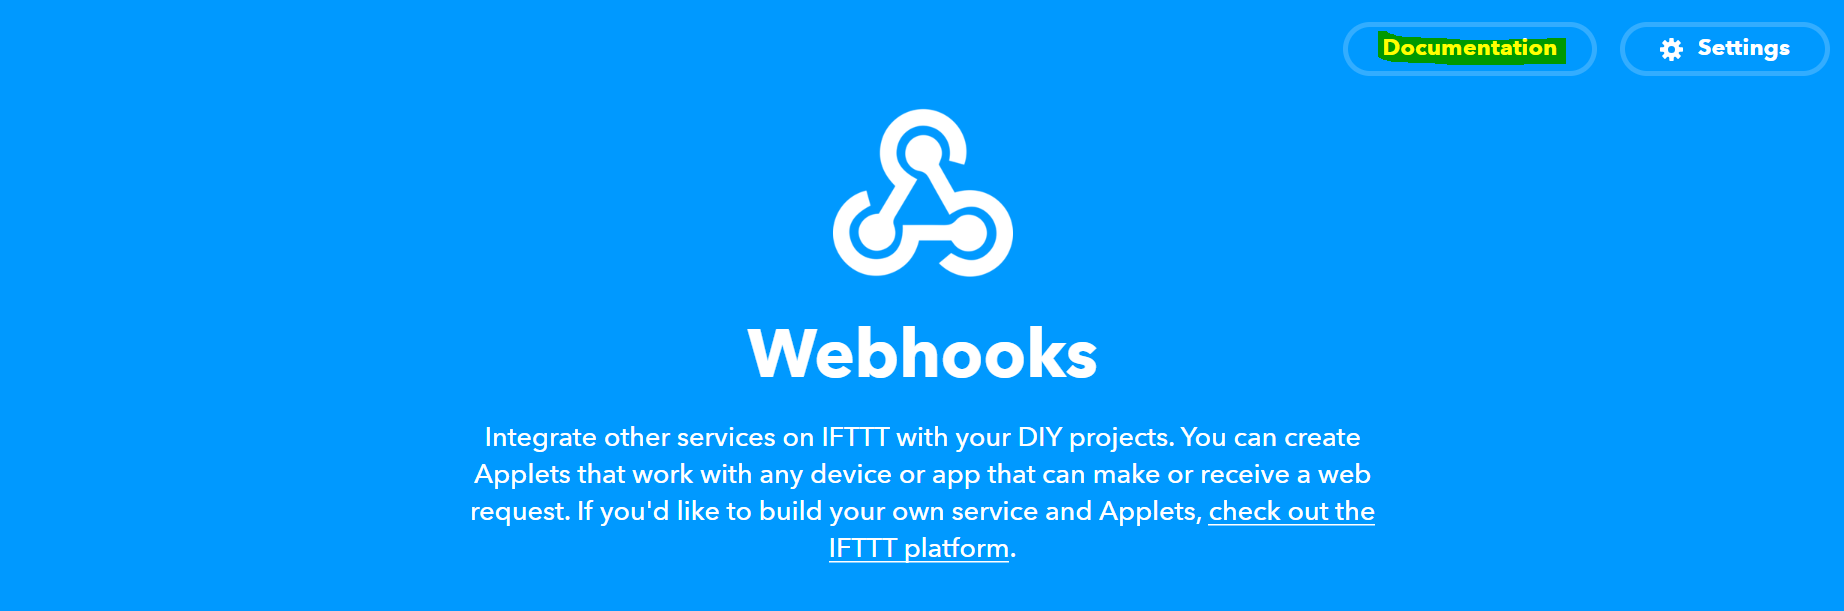 Documentation
Settings
Webhooks
Integrate other services on IFTTT with your DIY projects. You can create
Applets that work with any device or app that can make or receive a web
request. If you'd like to build your own service and Applets, check out the
IFTTT platform.